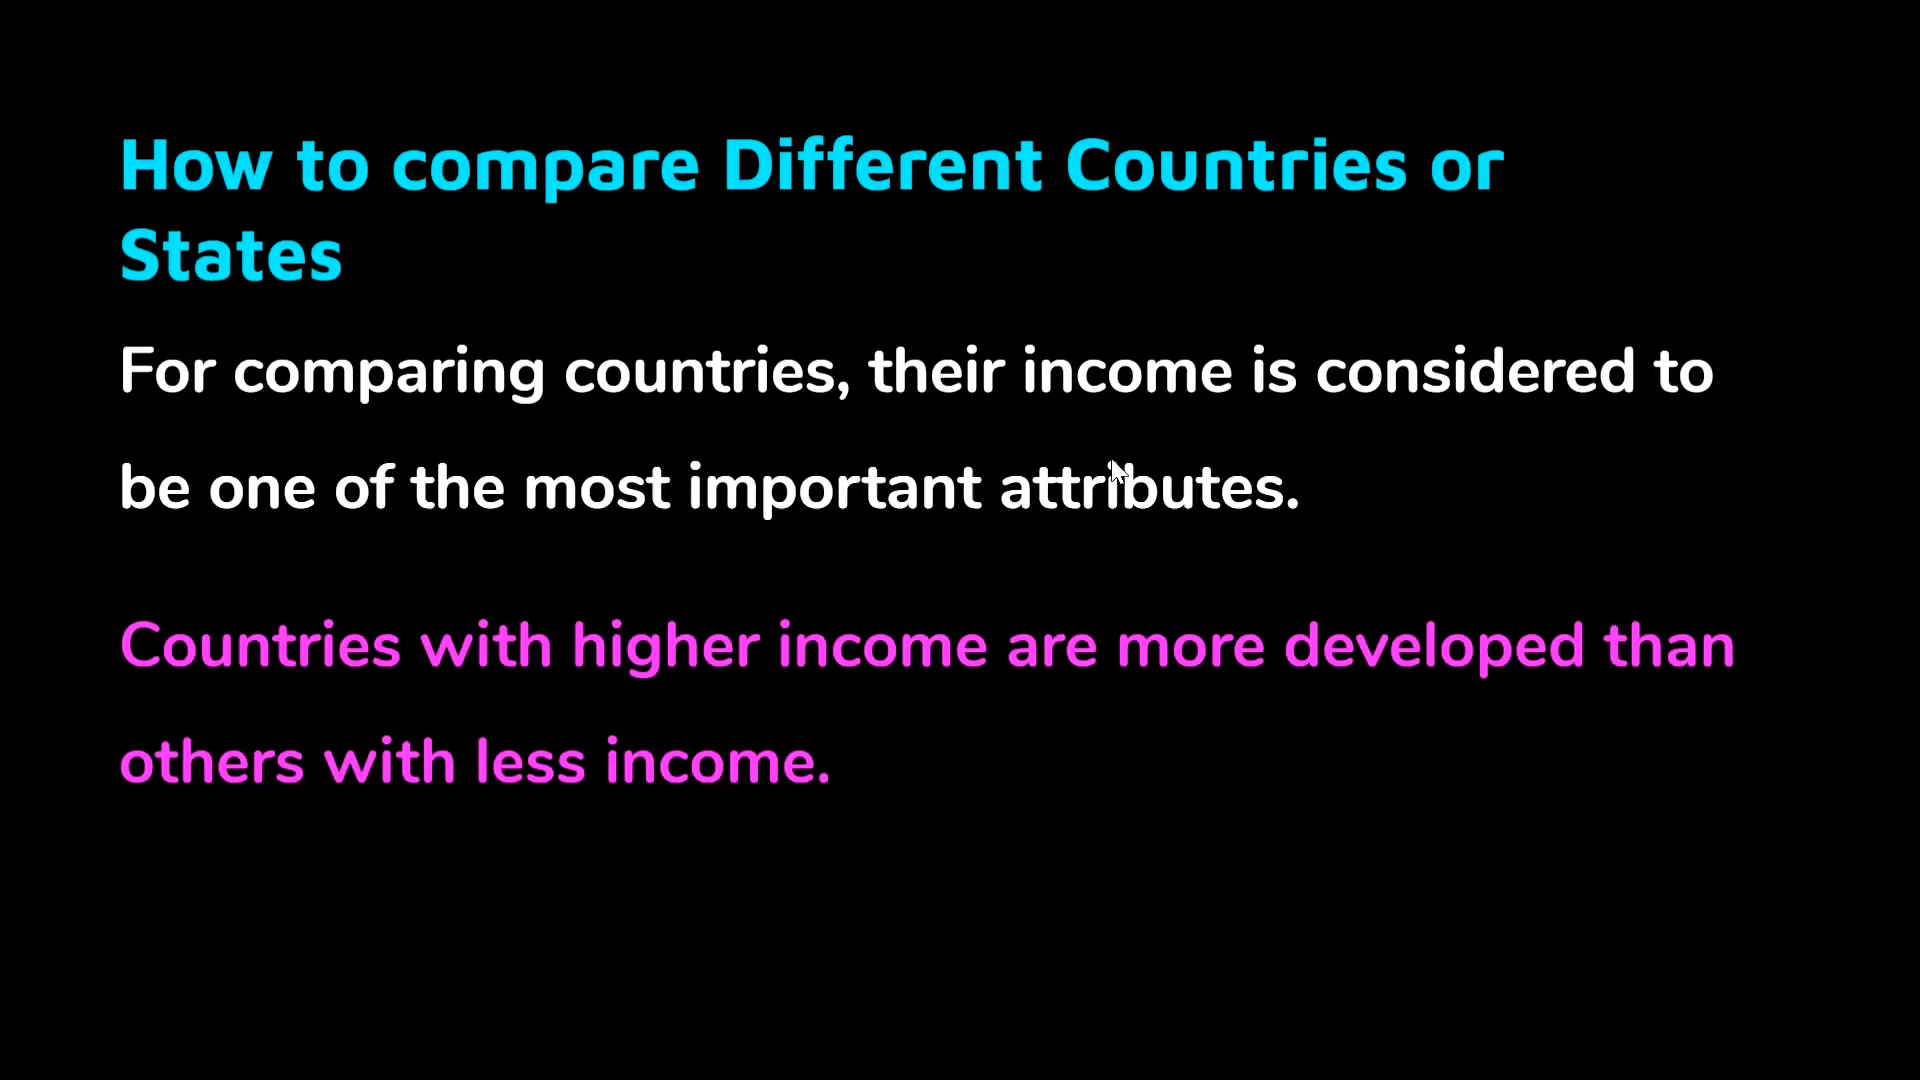 How to compare Different Countries or
States
For comparing countries, their income is considered to
be one of the most important attributes.
Countries with higher income are more developed than
others with less income.